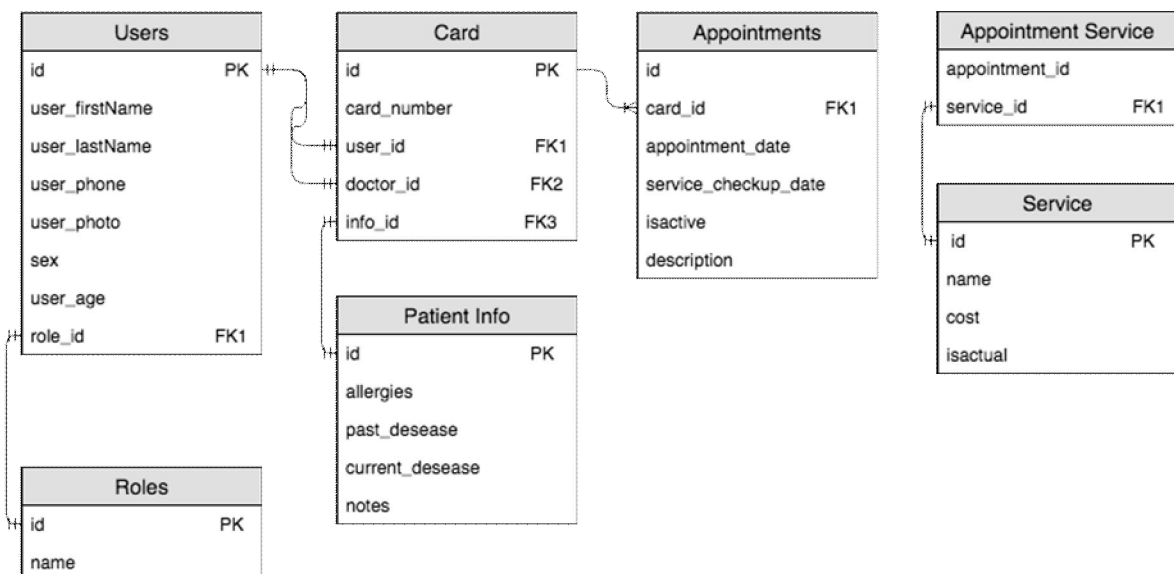 Users
id PK
user_firstName
user_lastName
user_phone
user_photo
sex
user_age
role_id FK1
Roles
id PK
name
Card
id PK
card_number
user_id FK1
doctor_id FK2
info_id FK3
Patient Info
id PK
allergies
past_desease
current_desease
notes
Appointments
id
card_id FK1
appointment_date
service_checkup_date
isactive
description
Appointment Service
appointment_id
service_id FK1
Service
id PK
name
cost
isactual